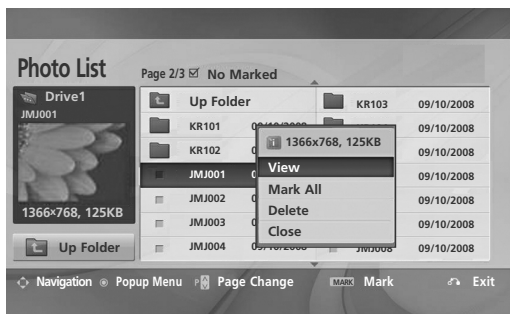 Photo List
Page 2/3 No Marked
Drive1
JMJ001
1366×768, 125KB
Up Folder
Up Folder
KR101
KR102
JMJ001
JMJ002
JMJ003
JMJ004
KR103 09/10/2008
09/10/2008
09/10/2008
09/10/2008
09/10/2008
09/10/2008
JMJ008 09/10/2008
1366x768, 125KB
View
Mark All
Delete
Close
Navigation Popup Menu P Page Change MARK Mark Exit